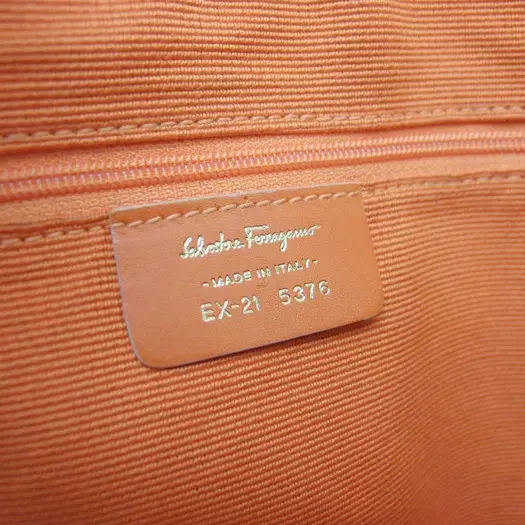 Salvatore Ferragamo
-MADE IN ITALY-
EX-21 5376